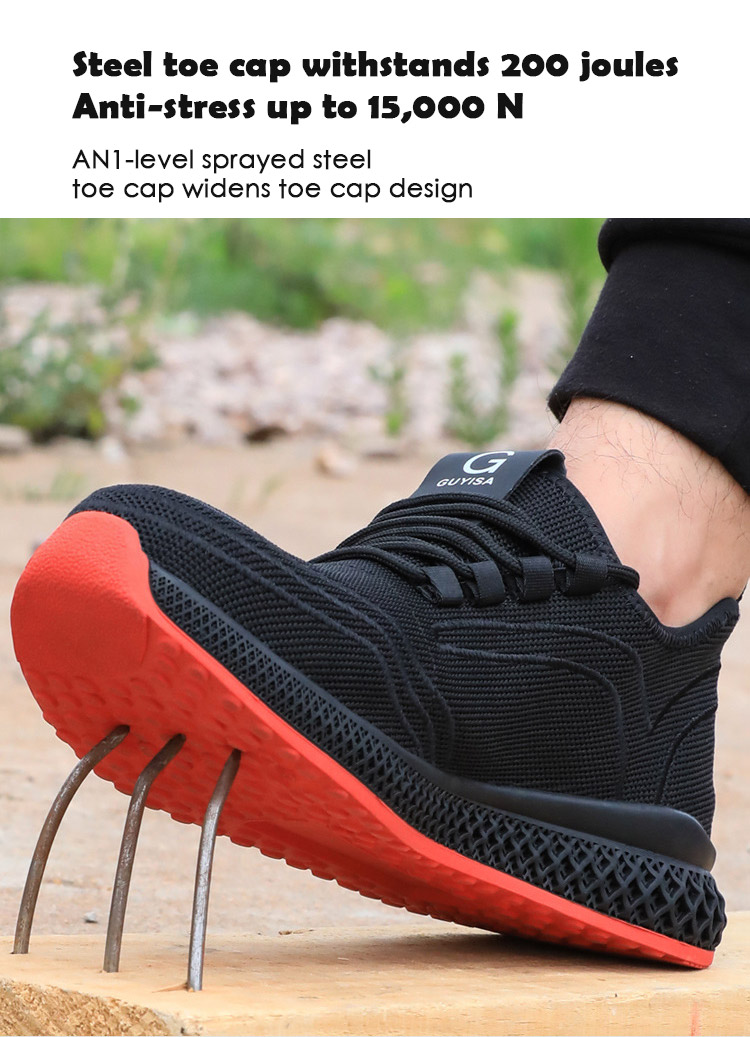 Steel toe cap withstands 200 joules
Anti-stress up to 15,000 N
AN1-level sprayed steel
toe cap widens toe cap design
G
GUYISA